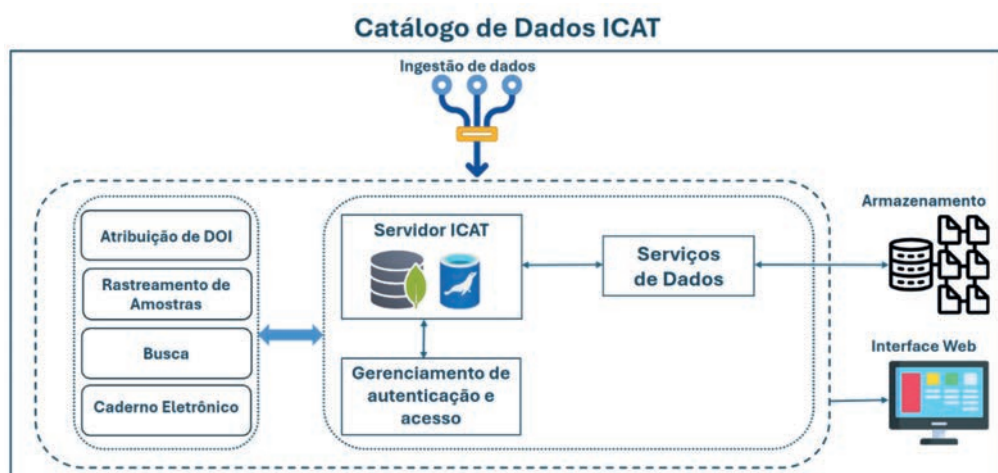 Catálogo de Dados ICAT
Ingestão de dados
Atribuição de DOI
Rastreamento de
Amostras
Busca
Caderno Eletrônico
Servidor ICAT
Gerenciamento de
autenticação e
acesso
Serviços
de Dados
Armazenamento
Interface Web